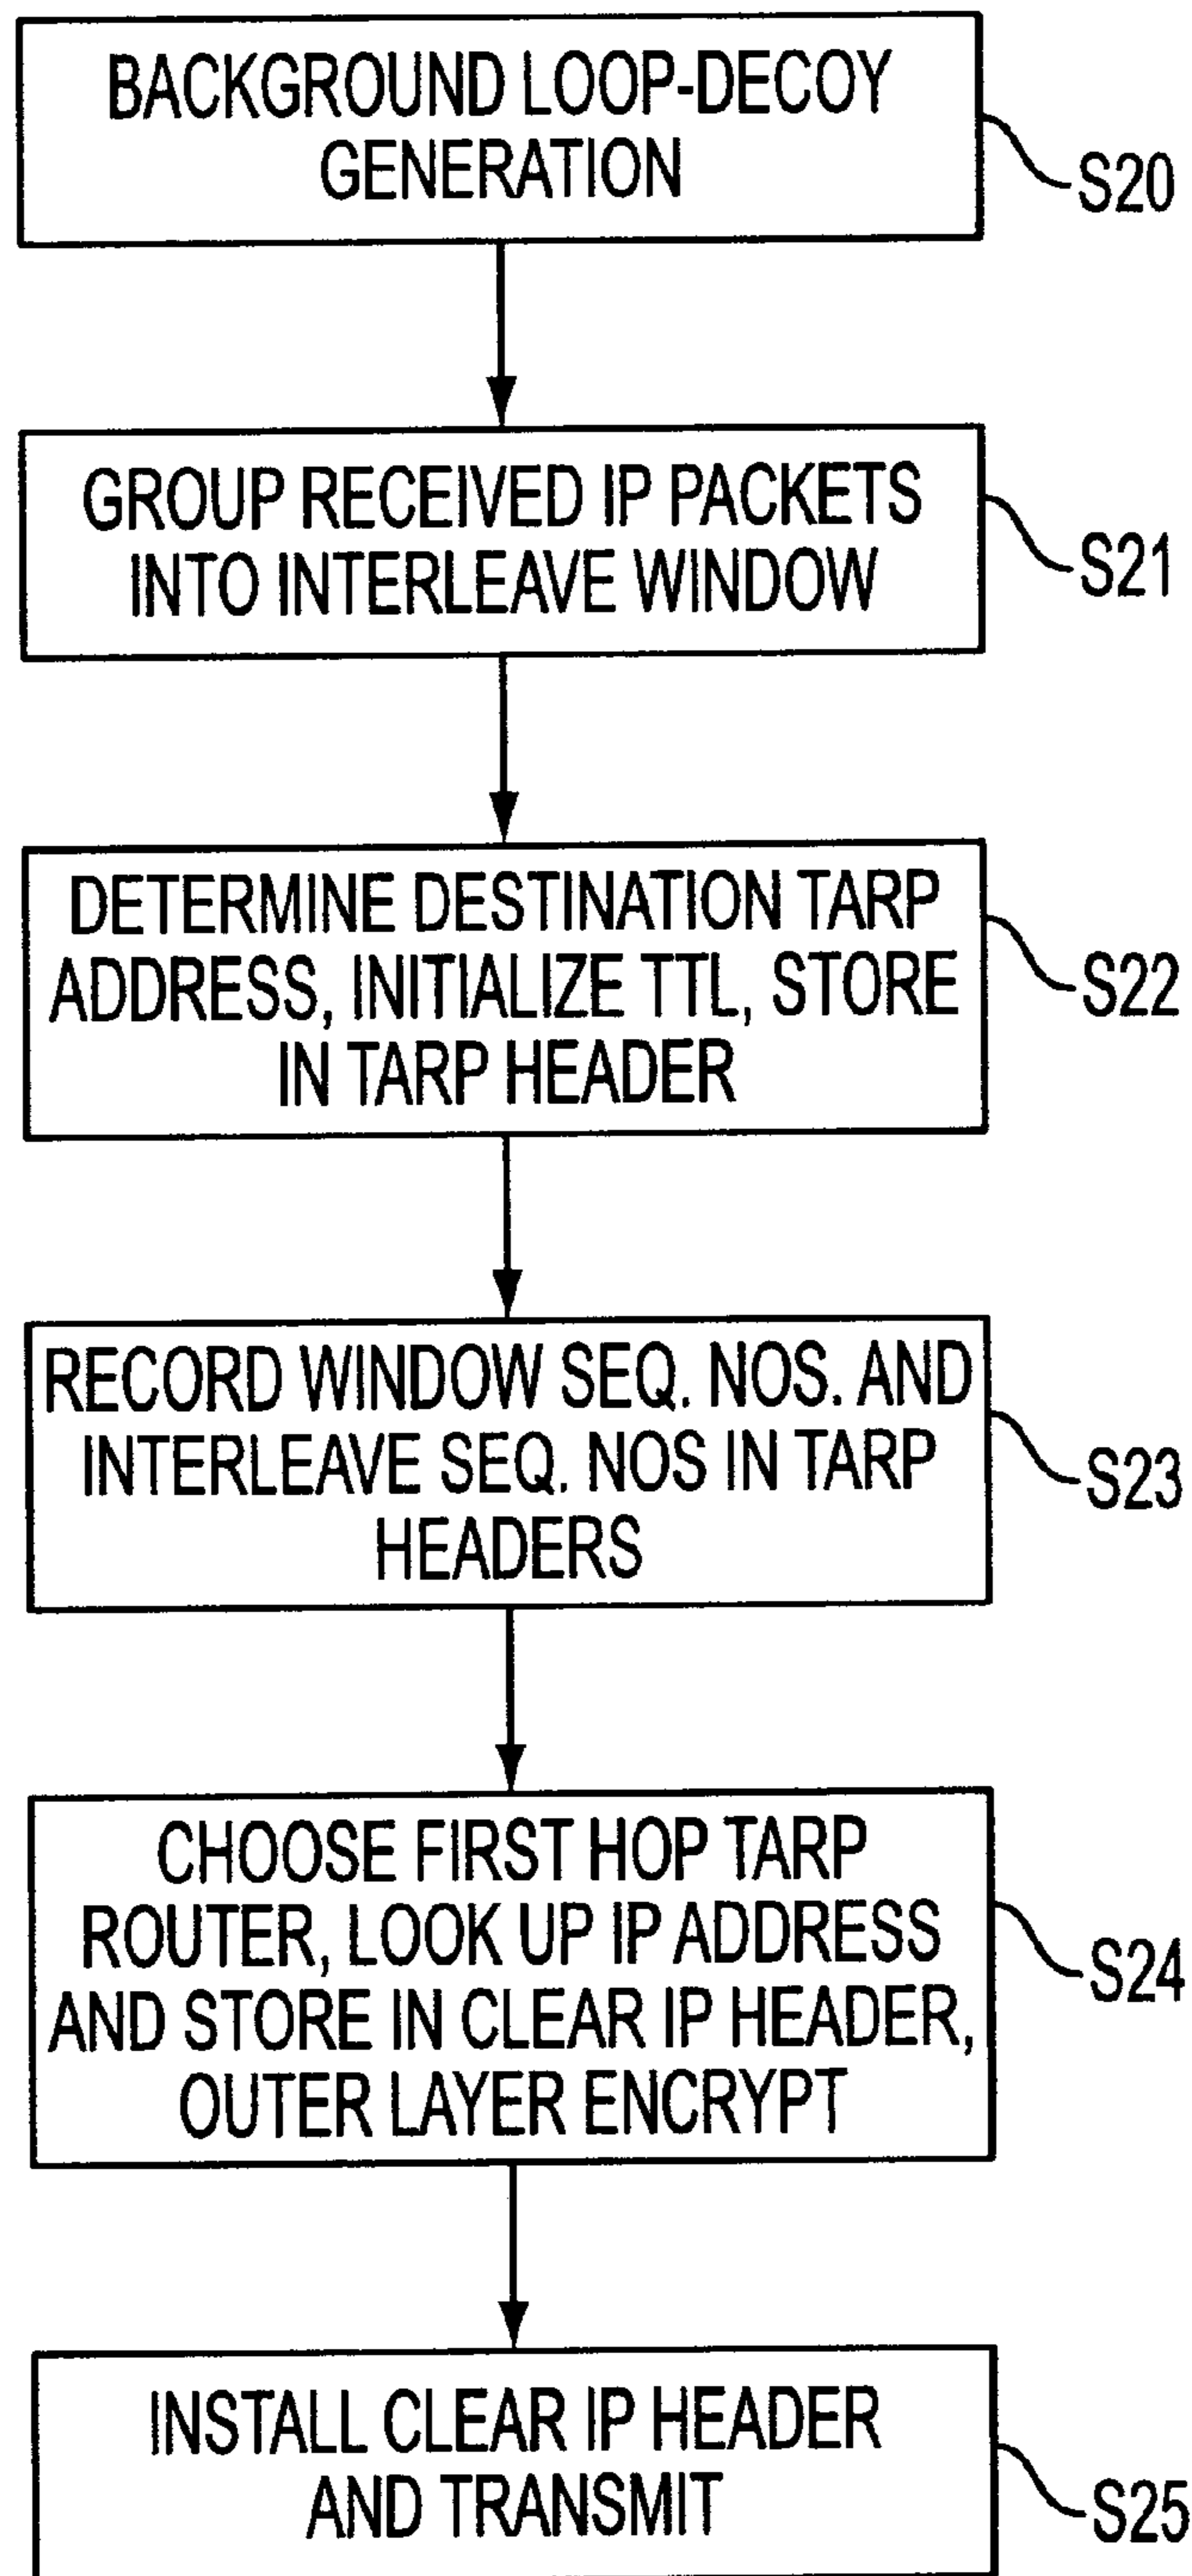 BACKGROUND LOOP-DECOY
GENERATION
S20
GROUP RECEIVED IP PACKETS
INTO INTERLEAVE WINDOW
S21
DETERMINE DESTINATION TARP
ADDRESS, INITIALIZE TTL, STORE
IN TARP HEADER
S22
RECORD WINDOW SEQ. NOS. AND
INTERLEAVE SEQ. NOS IN TARP
HEADERS
S23
CHOOSE FIRST HOP TARP
ROUTER, LOOK UP IP ADDRESS
AND STORE IN CLEAR IP HEADER,
OUTER LAYER ENCRYPT
S24
INSTALL CLEAR IP HEADER
AND TRANSMIT
S25